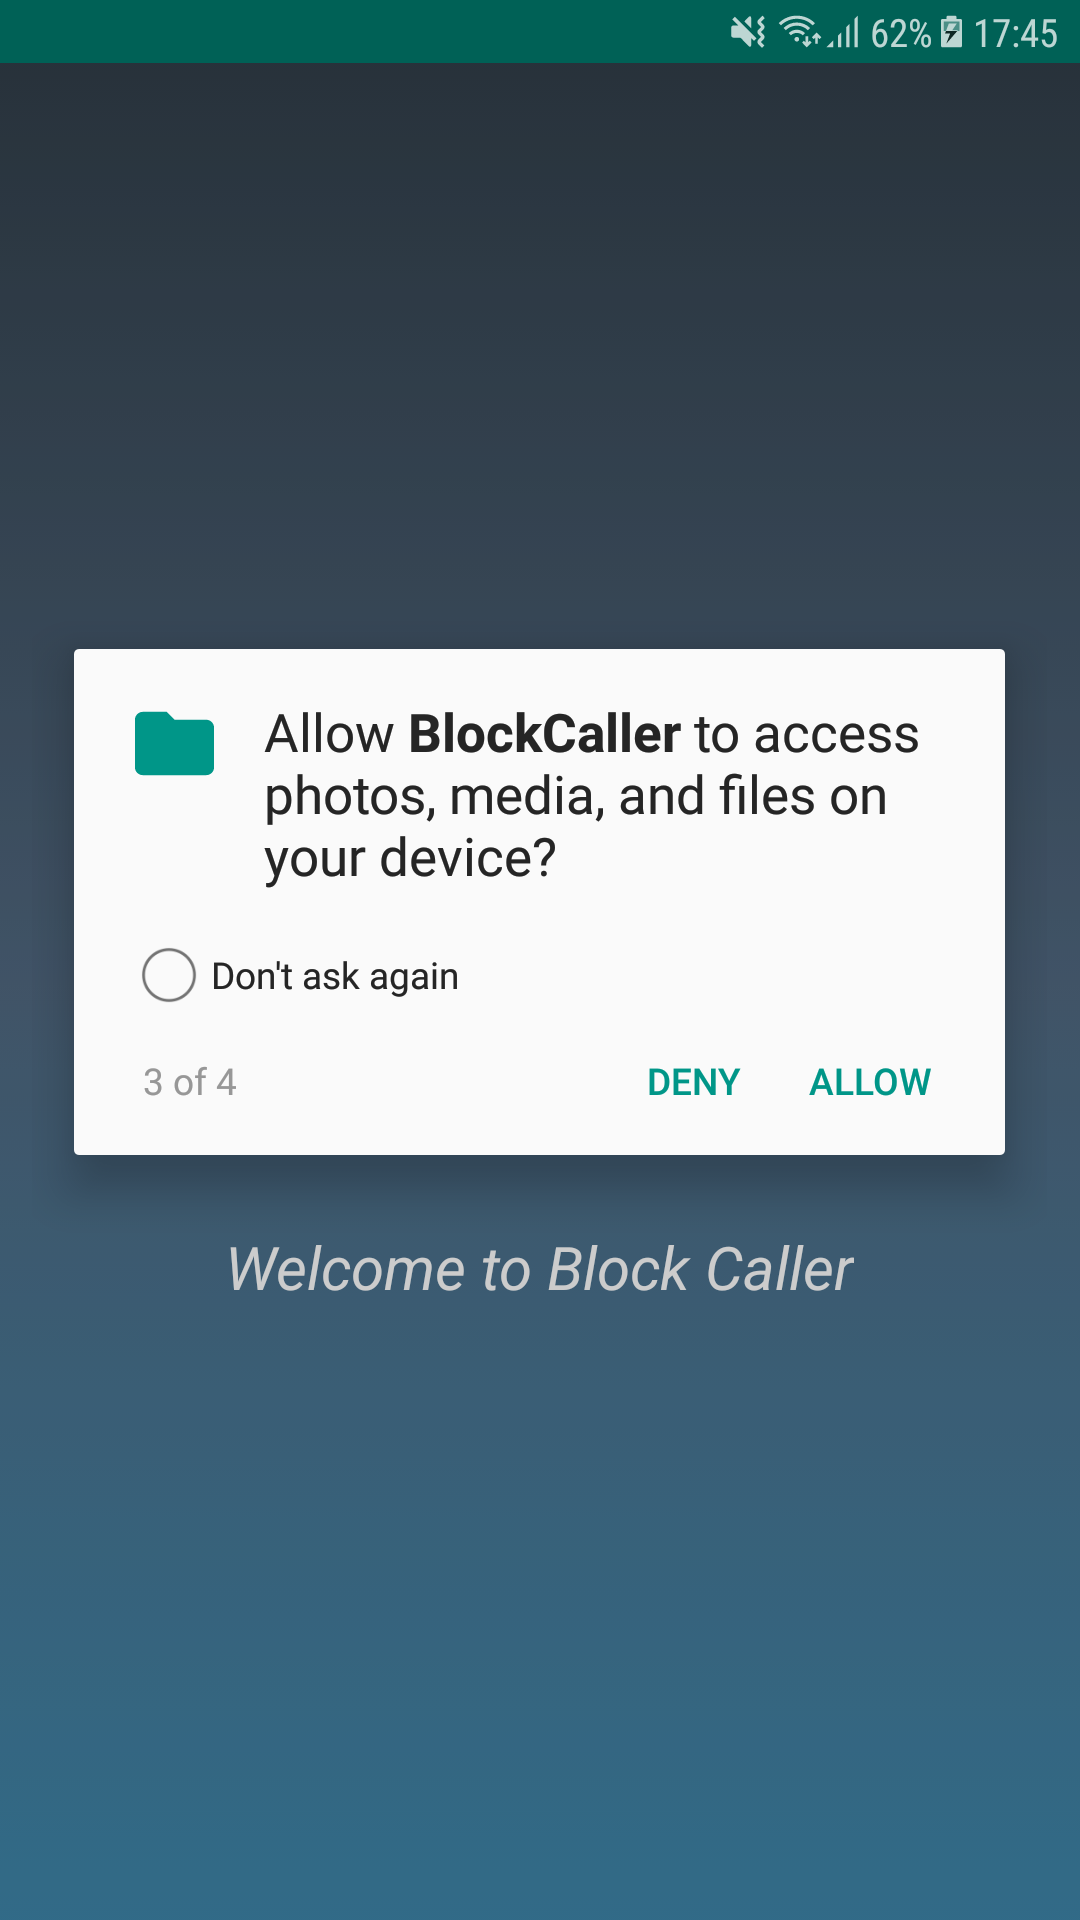 62% 17:45
Allow BlockCaller to access
photos, media, and files on
your device?
Don't ask again
3 of 4 DENY ALLOW
Welcome to Block Caller